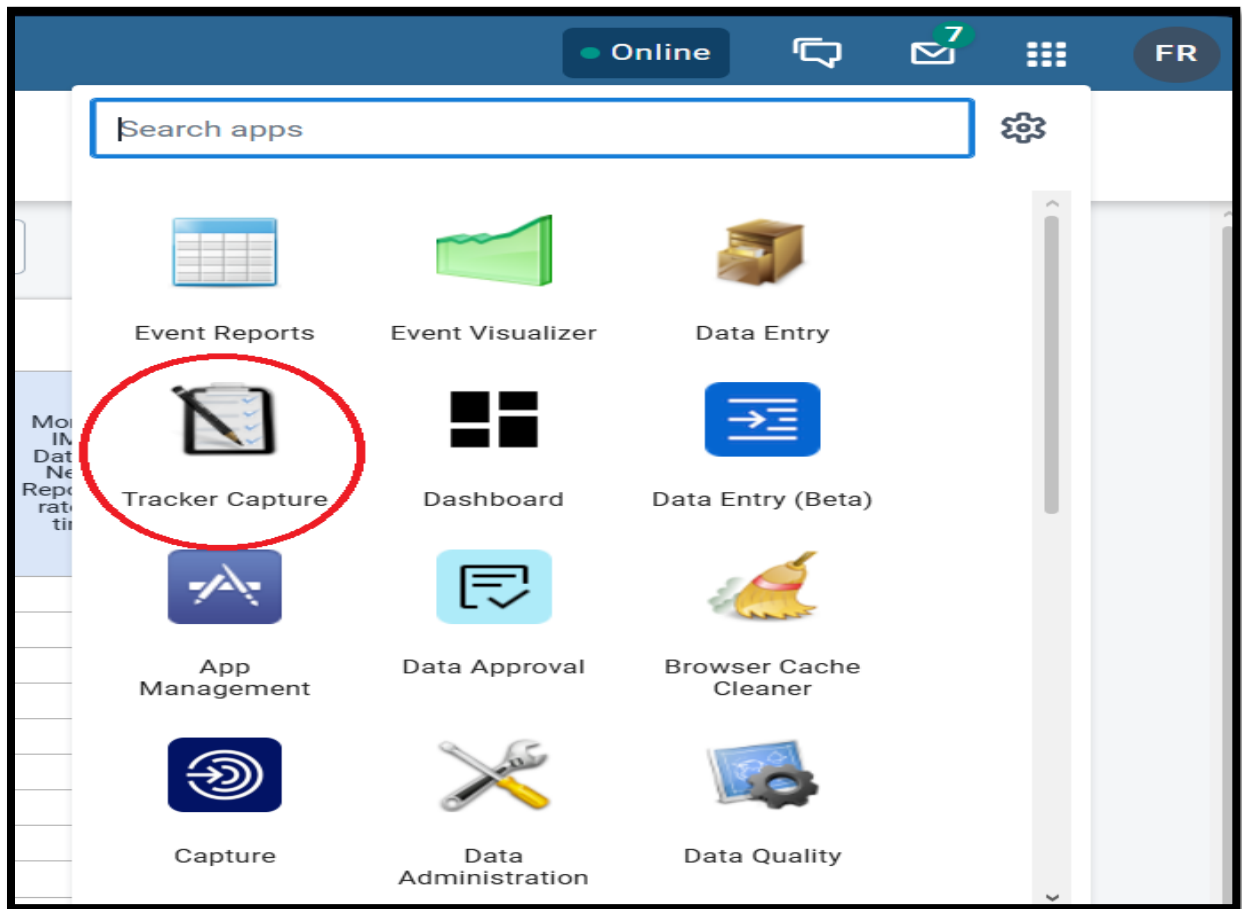 Online
7
FR
Search apps
Event Reports
Event Visualizer
Data Entry
Tracker Capture
Dashboard
Data Entry (Beta)
App
Management
Data Approval
Browser Cache
Cleaner
Capture
Data
Administration
Data Quality